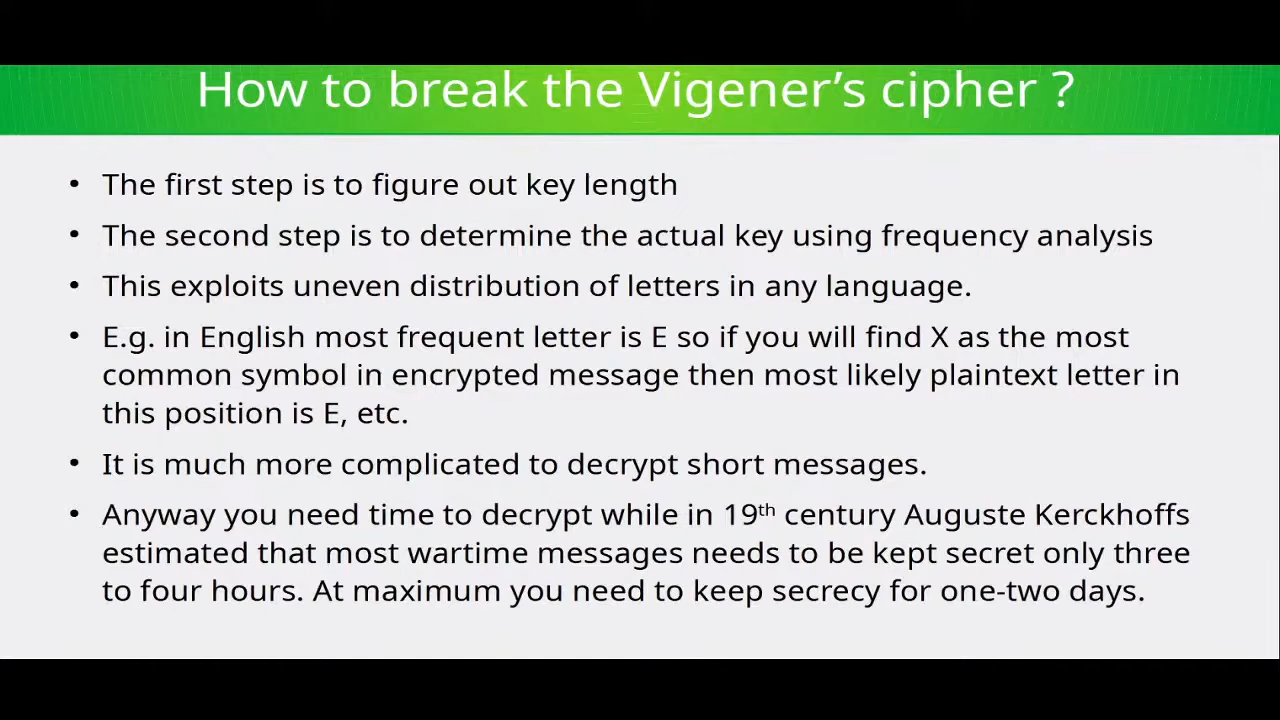 How to break the Vigener’s cipher ?
• The first step is to figure out key length
• The second step is to determine the actual key using frequency analysis
• This exploits uneven distribution of letters in any language.
• E.g. in English most frequent letter is E so if you will find X as the most
common symbol in encrypted message then most likely plaintext letter in
this position is E, etc.
• It is much more complicated to decrypt short messages.
• Anyway you need time to decrypt while in 19th century Auguste Kerckhoffs
estimated that most wartime messages needs to be kept secret only three
to four hours. At maximum you need to keep secrecy for one-two days.